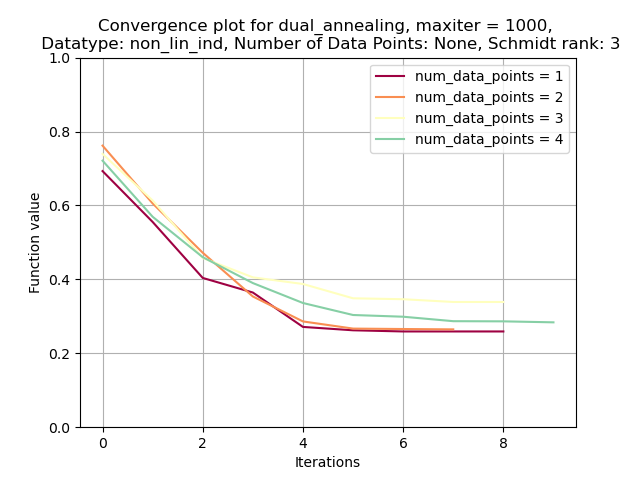 Convergence plot for dual_annealing, maxiter = 1000,
Datatype: non_lin_ind, Number of Data Points: None, Schmidt rank: 3
1.0
0.8
0.6
0.4
0.2
0.0
Function value
num_data_points = 1
num_data_points = 2
num_data_points = 3
num_data_points = 4
0 2 4 6 8
Iterations